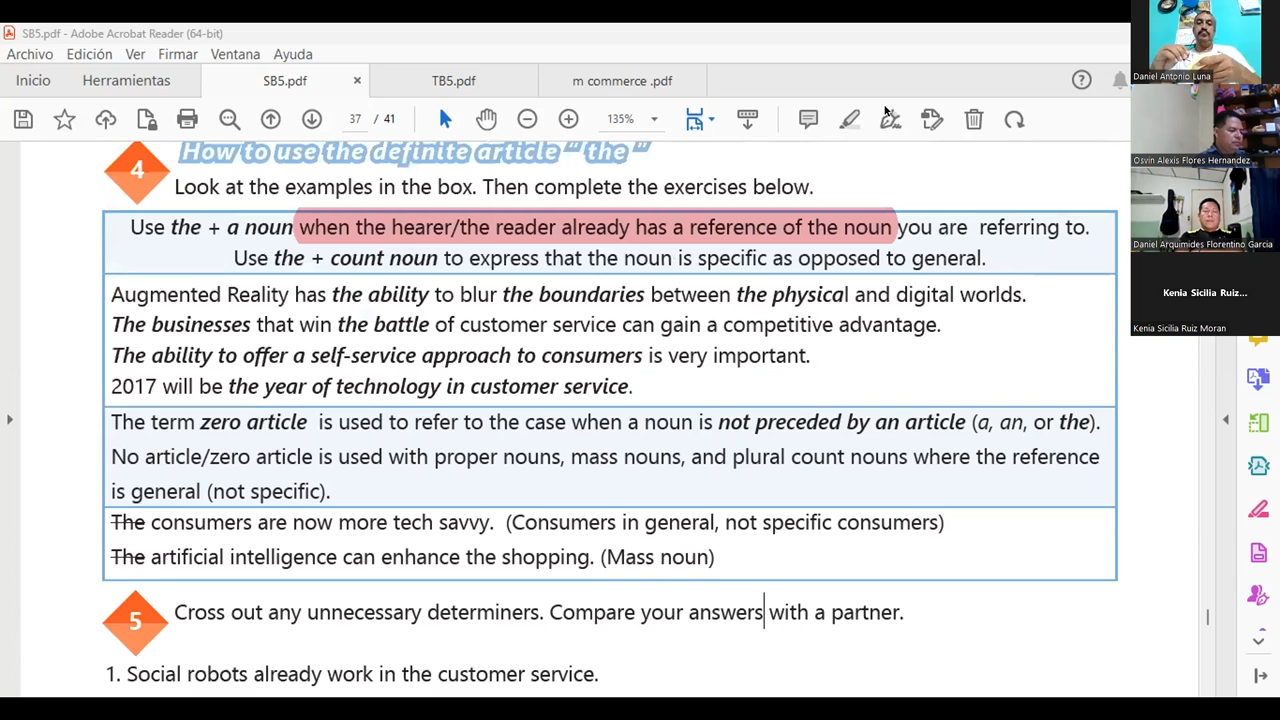 SB5.pdf - Adobe Acrobat Reader (64-bit)
Archivo Edición Ver Firmar Ventana Ayuda
Inicio Herramientas SB5.pdf × TB5.pdf m commerce .pdf
37 / 41 135%
4
How to use the definite article "the"
Look at the examples in the box. Then complete the exercises below.
Use the + a noun when the hearer/the reader already has a reference of the noun you are referring to.
Use the + count noun to express that the noun is specific as opposed to general.
Augmented Reality has the ability to blur the boundaries between the physical and digital worlds.
The businesses that win the battle of customer service can gain a competitive advantage.
The ability to offer a self-service approach to consumers is very important.
2017 will be the year of technology in customer service.
The term zero article is used to refer to the case when a noun is not preceded by an article (a, an, or the).
No article/zero article is used with proper nouns, mass nouns, and plural count nouns where the reference
is general (not specific).
The consumers are now more tech savvy. (Consumers in general, not specific consumers)
The artificial intelligence can enhance the shopping. (Mass noun)
5
Cross out any unnecessary determiners. Compare your answers with a partner.
1. Social robots already work in the customer service.
Daniel Antonio Luna
Osvin Alexis Flores Hernandez
Daniel Arquimides Florentino Garcia
Kenia Sicilia Ruiz...
Kenia Sicilia Ruiz Moran